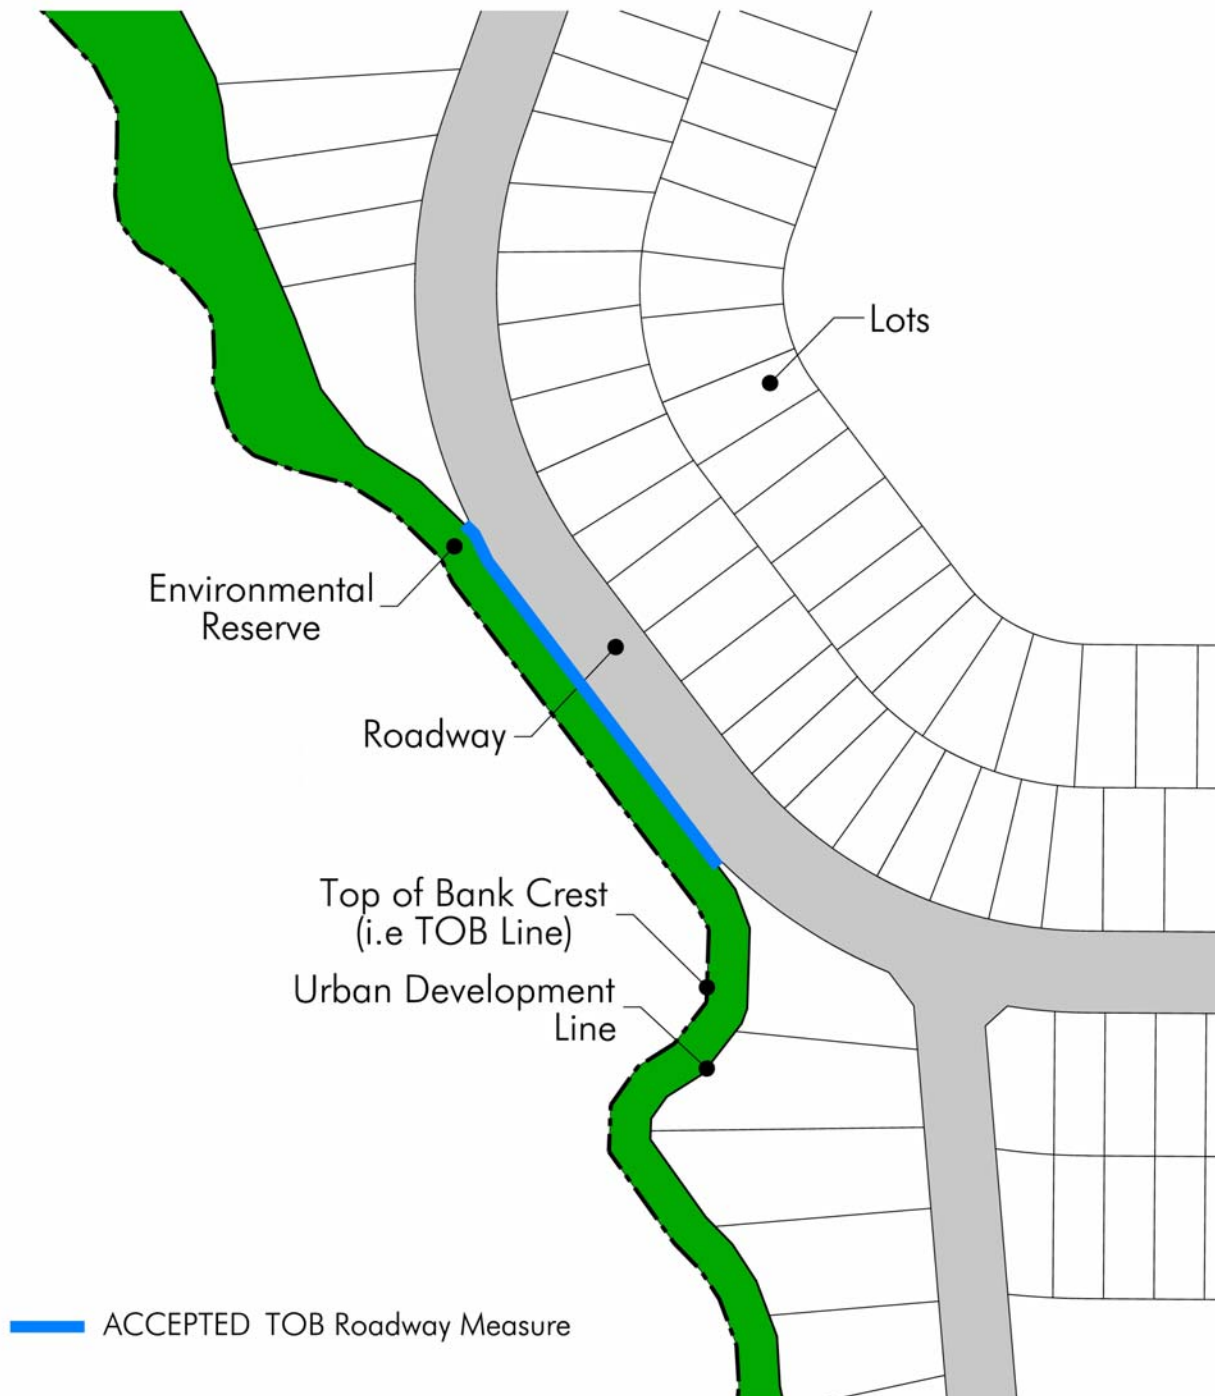 Lots
Environmental
Reserve
Roadway
Top of Bank Crest
(i.e TOB Line)
Urban Development
Line
ACCEPTED TOB Roadway Measure